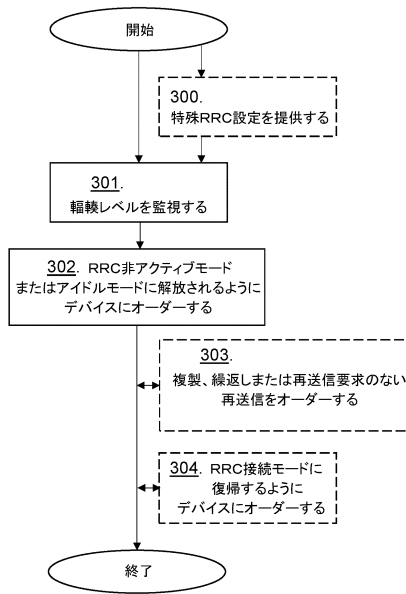 開始
300.
特殊RRC設定を提供する
301.
輻輳レベルを監視する
302. RRC非アクティブモード
またはアイドルモードに解放されるように
デバイスにオーダーする
303.
複製、繰返しまたは再送信要求のない
再送信をオーダーする
304. RRC接続モードに
復帰するように
デバイスにオーダーする
終了